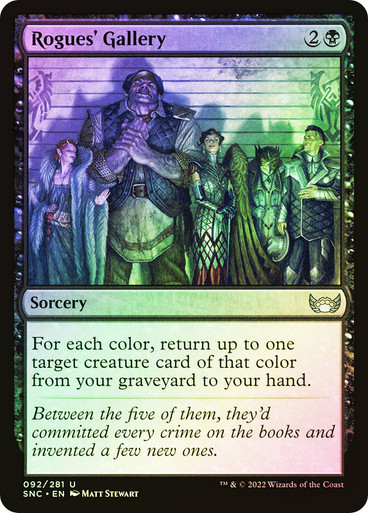 Rogues' Gallery 2
Sorcery
For each color, return up to one
target creature card of that color
from your graveyard to your hand.
Between the five of them, they'd
committed every crime on the books and
invented a few new ones.
092/281 U
SNC • EN Matt Stewart
™ & © 2022 Wizards of the Coast